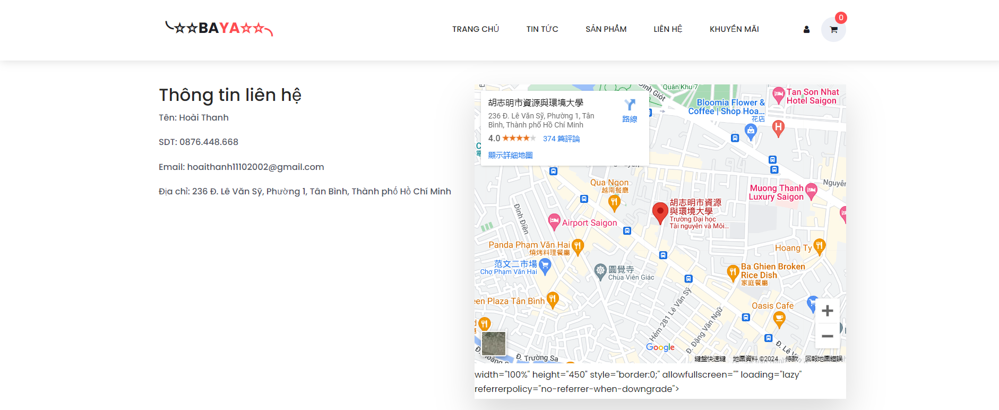 ╰☆☆BAYA☆☆╮
TRANG CHỦ
TIN TỨC
SẢN PHẨM
LIÊN HỆ
KHUYẾN MÃI
0
Thông tin liên hệ
Tên: Hoài Thanh
SDT: 0876.448.668
Email: hoaithanh11102002@gmail.com
Địa chỉ: 236 Đ. Lê Văn Sỹ, Phường 1, Tân Bình, Thành phố Hồ Chí Minh
胡志明市資源與環境大學
236 Đ. Lê Văn Sỹ, Phường 1, Tân
Bình, Thành phố Hồ Chí Minh
路線
4.0
374 篇評論
顯示詳細地圖
Dinh Giót
Quân Khu 7
Tan Son Nhat
Hotel Saigon
Bloomia Flower &
Coffee | Shop Hoa...
花店
H
Nguyễn
Muong Thanh
Luxury Saigon
Qua Ngon
越南餐廳
胡志明市資源
與環境大學
Trường Đại học
Tài nguyên và Môi...
Đinh Điền
Airport Saigon
Panda Phạm Văn Hai
燒烤料理餐廳
Hoang Ty
范文二市場
Chợ Phạm Văn Hai
圓覺寺
Chùa Viên Giác
Ba Ghien Broken
Rice Dish
家庭餐廳
een Plaza Tân Bình
Oasis Cafe
Hẻm 281 Lê Văn Sỹ
Đ. Đặng Văn Ngữ
Đ. Lê V
Đ. Trường Sa
Google
鍵盤快速鍵
地圖資料 ©2024
條款
回報地圖錯誤
width="100%" height="450" style="border:0;" allowfullscreen="" loading="lazy"
referrerpolicy="no-referrer-when-downgrade">